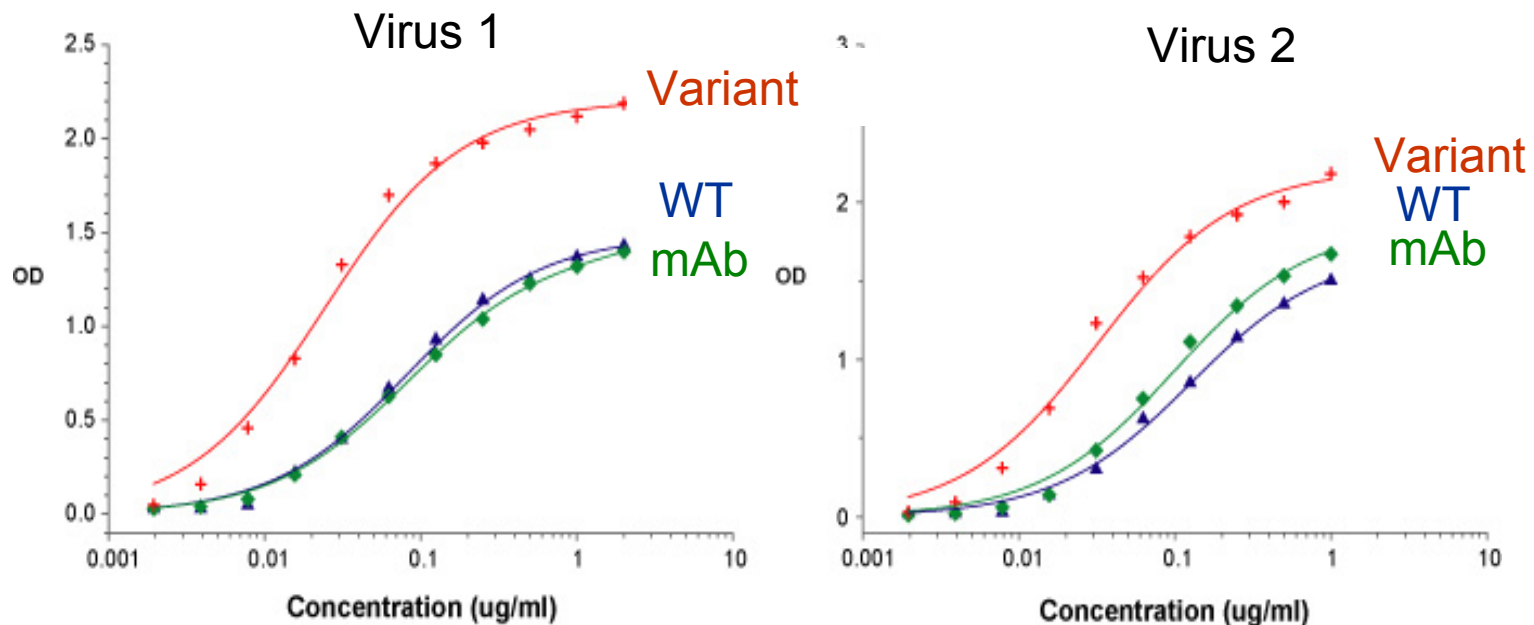 Virus 1
2.5
2.0
1.5
1.0
0.5
0.0
OD
0.001
0.01
0.1
1
10
Concentration (ug/ml)
Variant
WT
mAb
Virus 2
3
2
1
0
OD
0.001
0.01
0.1
1
10
Concentration (ug/ml)
Variant
WT
mAb